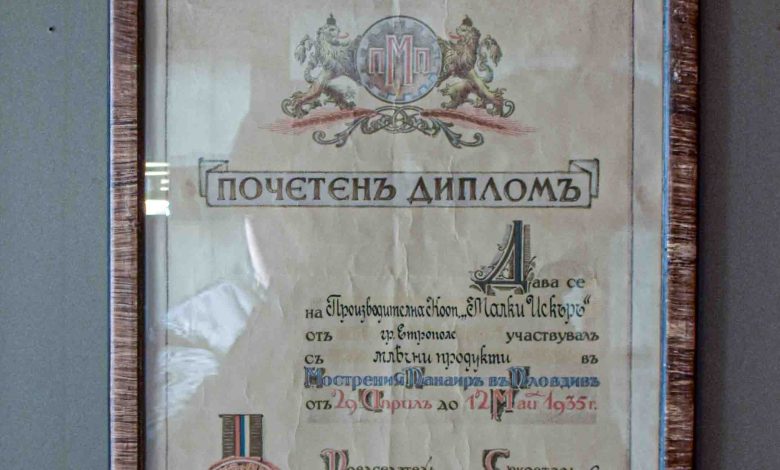 ПМП
ПОЧЕТЕНЪ ДИПЛОМЪ
Дава се
на Производителна Кооп. „Малки Искъръ“
отъ гр. Етрополе участвувалъ
съ млѣчни продукти въ
Мострения Панаиръ въ Пловдивъ
отъ 29 Априлъ до 12 Май 1935 г.